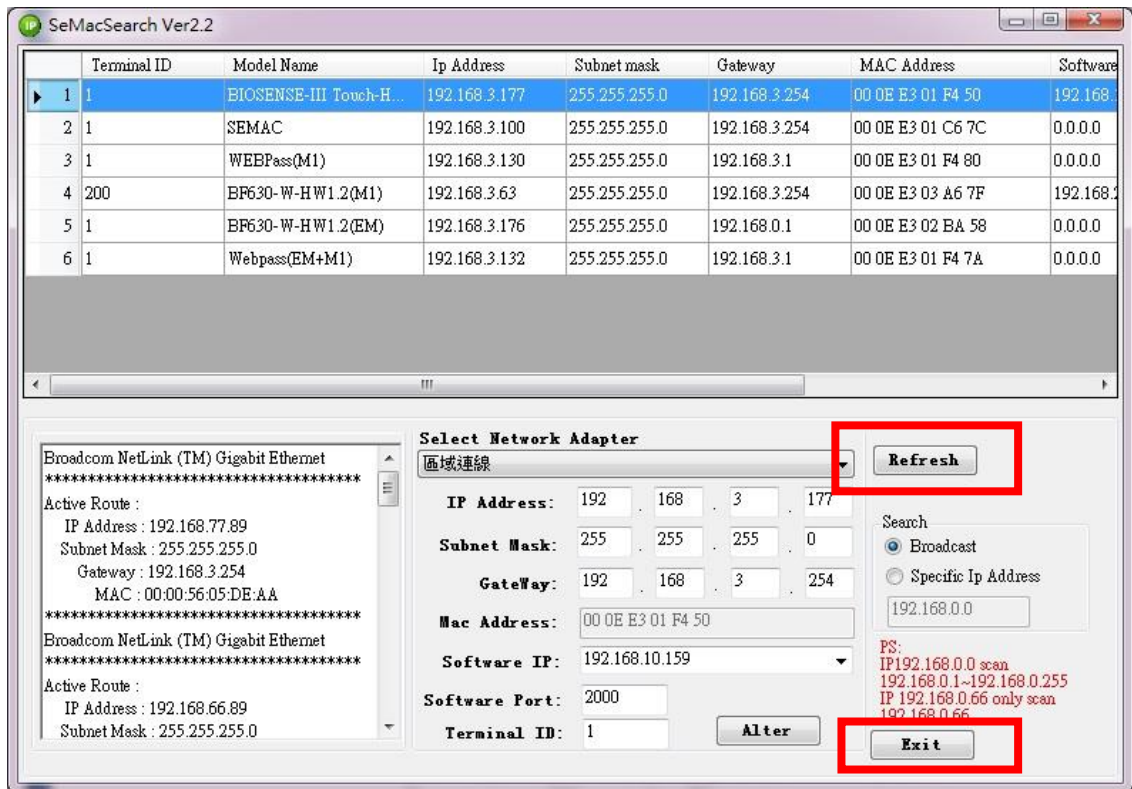 IP SeMacSearch Ver2.2
Terminal ID Model Name Ip Address Subnet mask Gateway MAC Address Software
1 1 BIOSENSE-III Touch-H... 192.168.3.177 255.255.255.0 192.168.3.254 00 0E E3 01 F4 50 192.168.
2 1 SEMAC 192.168.3.100 255.255.255.0 192.168.3.254 00 0E E3 01 C6 7C 0.0.0.0
3 1 WEBPass(M1) 192.168.3.130 255.255.255.0 192.168.3.1 00 0E E3 01 F4 80 0.0.0.0
4 200 BF630-W-HW1.2(M1) 192.168.3.63 255.255.255.0 192.168.3.254 00 0E E3 03 A6 7F 192.168.2
5 1 BF630-W-HW1.2(EM) 192.168.3.176 255.255.255.0 192.168.0.1 00 0E E3 02 BA 58 0.0.0.0
6 1 Webpass(EM+M1) 192.168.3.132 255.255.255.0 192.168.3.1 00 0E E3 01 F4 7A 0.0.0.0
Broadcom NetLink (TM) Gigabit Ethernet
*************************************
Active Route :
IP Address : 192.168.77.89
Subnet Mask : 255.255.255.0
Gateway : 192.168.3.254
MAC : 00:00:56:05:DE:AA
*************************************
Broadcom NetLink (TM) Gigabit Ethernet
*************************************
Active Route :
IP Address : 192.168.66.89
Subnet Mask : 255.255.255.0
Select Network Adapter
區域連線
IP Address: 192 . 168 . 3 . 177
Subnet Mask: 255 . 255 . 255 . 0
GateWay: 192 . 168 . 3 . 254
Mac Address: 00 0E E3 01 F4 50
Software IP: 192.168.10.159
Software Port: 2000
Terminal ID: 1
Alter
Refresh
Search
Broadcast
Specific Ip Address
192.168.0.0
PS:
IP192.168.0.0 scan
192.168.0.1~192.168.0.255
IP 192.168.0.66 only scan
192.168.0.66
Exit